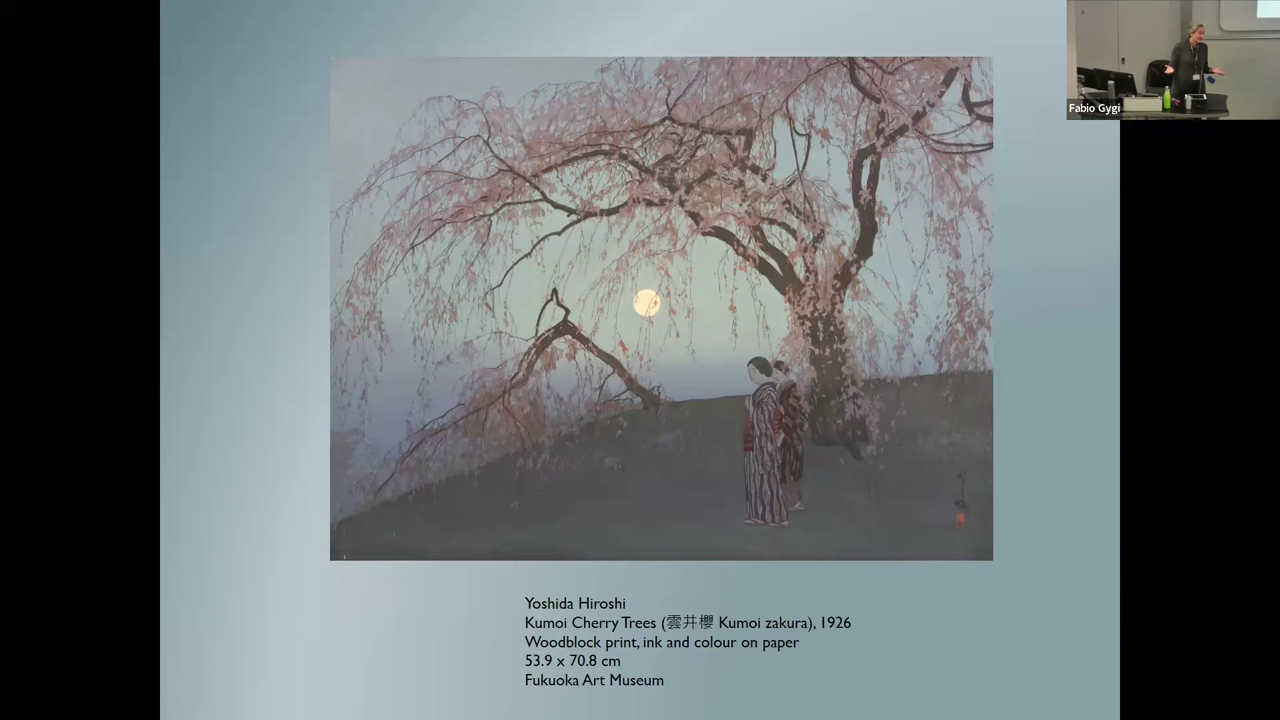 Fabio Gygi
Yoshida Hiroshi
Kumoi Cherry Trees (雲井櫻 Kumoi zakura), 1926
Woodblock print, ink and colour on paper
53.9 x 70.8 cm
Fukuoka Art Museum